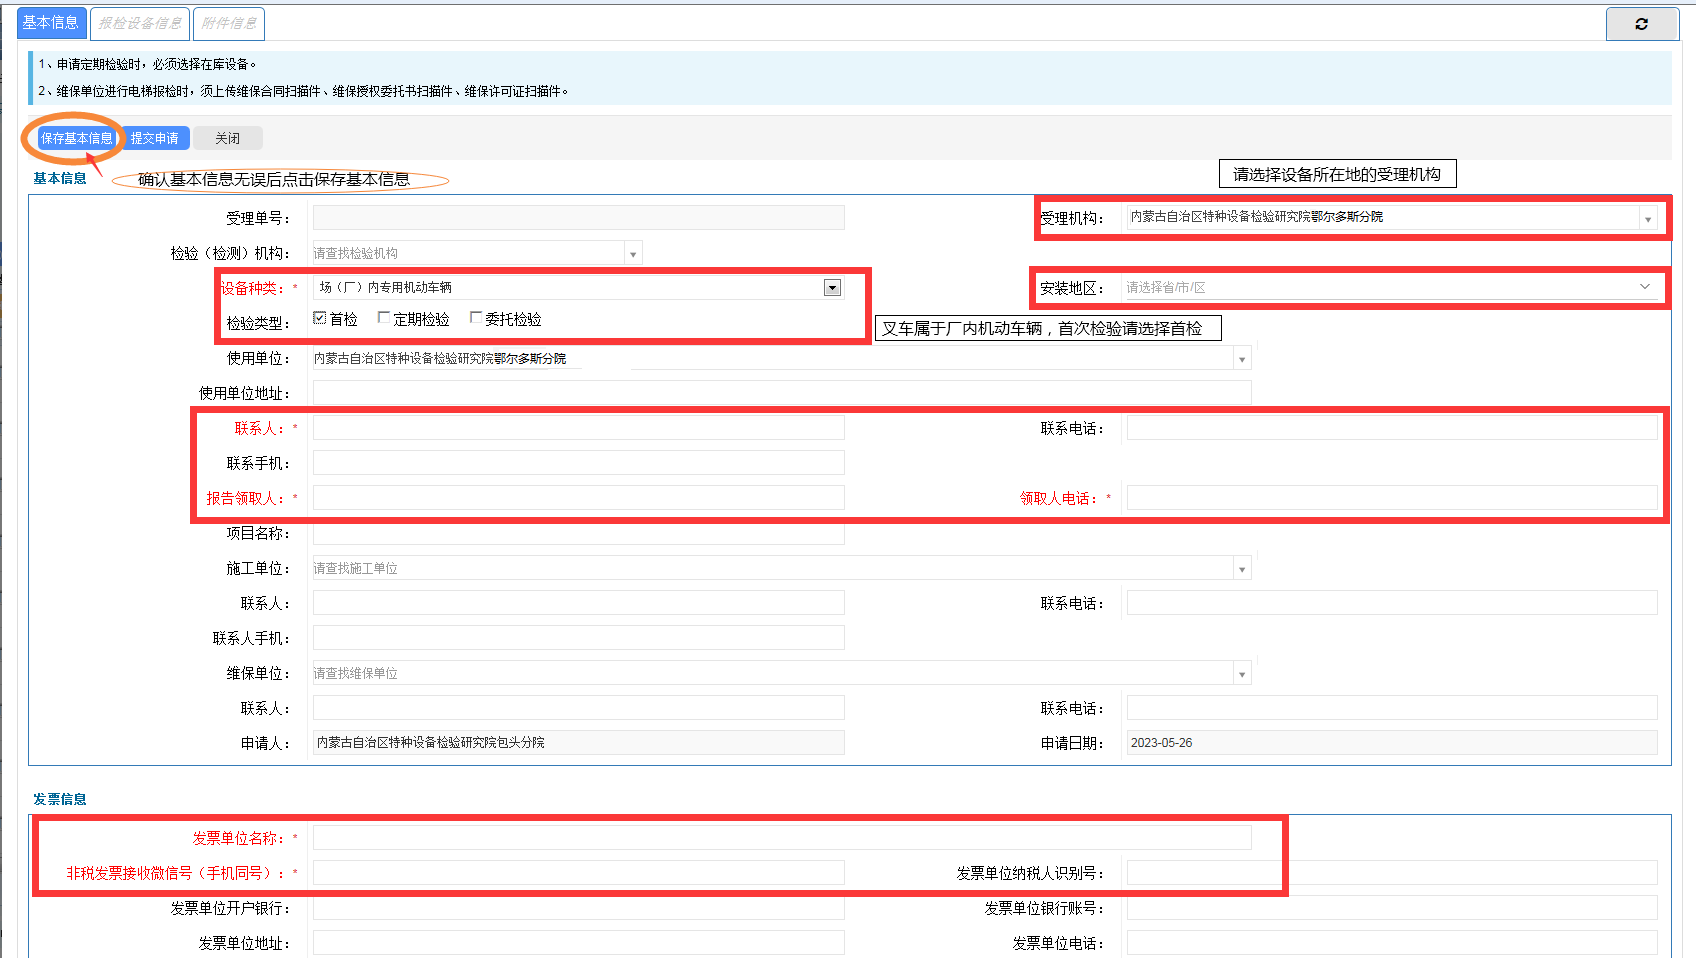 基本信息 报检设备信息 附件信息
1、申请定期检验时，必须选择在库设备。
2、维保单位进行电梯报检时，须上传维保合同扫描件、维保授权委托书扫描件、维保许可证扫描件。
保存基本信息 提交申请 关闭
基本信息 确认基本信息无误后点击保存基本信息
请选择设备所在地的受理机构
受理单号： 受理机构： 内蒙古自治区特种设备检验研究院鄂尔多斯分院
检验（检测）机构： 请查找检验机构
设备种类：* 场（厂）内专用机动车辆 安装地区： 请选择省/市/区
检验类型： 首检 定期检验 委托检验
叉车属于厂内机动车辆，首次检验请选择首检
使用单位： 内蒙古自治区特种设备检验研究院鄂尔多斯分院
使用单位地址：
联系人：* 联系电话：
联系手机：
报告领取人：* 领取人电话：*
项目名称：
施工单位： 请查找施工单位
联系人： 联系电话：
联系人手机：
维保单位： 请查找维保单位
联系人： 联系电话：
申请人： 内蒙古自治区特种设备检验研究院包头分院 申请日期： 2023-05-26
发票信息
发票单位名称：*
非税发票接收微信号（手机同号）：* 发票单位纳税人识别号：
发票单位开户银行： 发票单位银行账号：
发票单位地址： 发票单位电话：